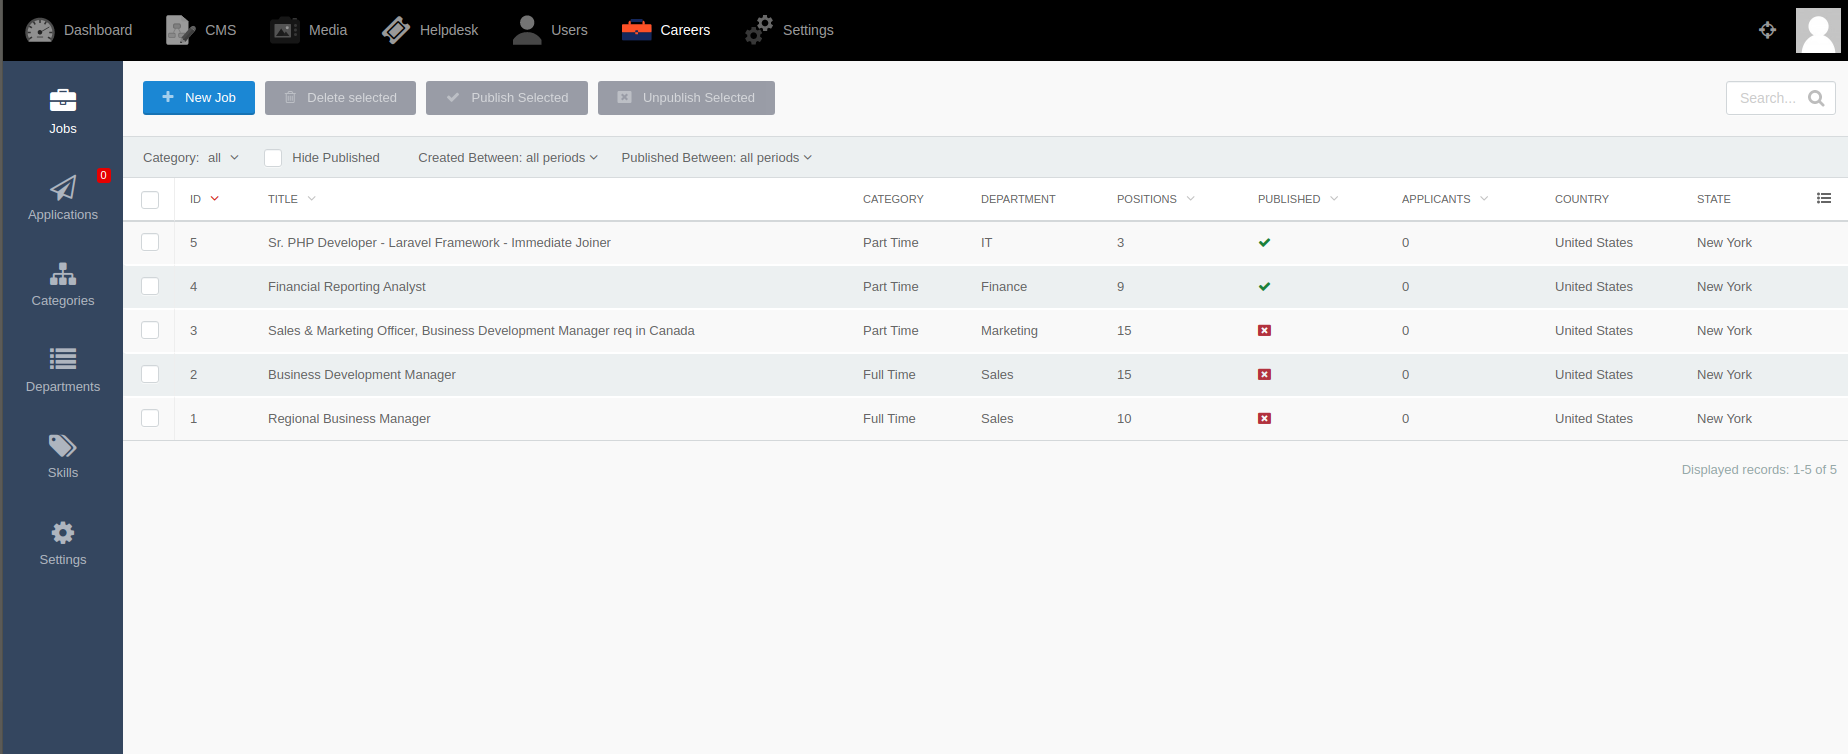 Dashboard CMS Media Helpdesk Users Careers Settings
Jobs
0
Applications
Categories
Departments
Skills
Settings
New Job Delete selected Publish Selected Unpublish Selected Search...
Category: all Hide Published Created Between: all periods Published Between: all periods
ID TITLE CATEGORY DEPARTMENT POSITIONS PUBLISHED APPLICANTS COUNTRY STATE
5 Sr. PHP Developer - Laravel Framework - Immediate Joiner Part Time IT 3 0 United States New York
4 Financial Reporting Analyst Part Time Finance 9 0 United States New York
3 Sales & Marketing Officer, Business Development Manager req in Canada Part Time Marketing 15 0 United States New York
2 Business Development Manager Full Time Sales 15 0 United States New York
1 Regional Business Manager Full Time Sales 10 0 United States New York
Displayed records: 1-5 of 5